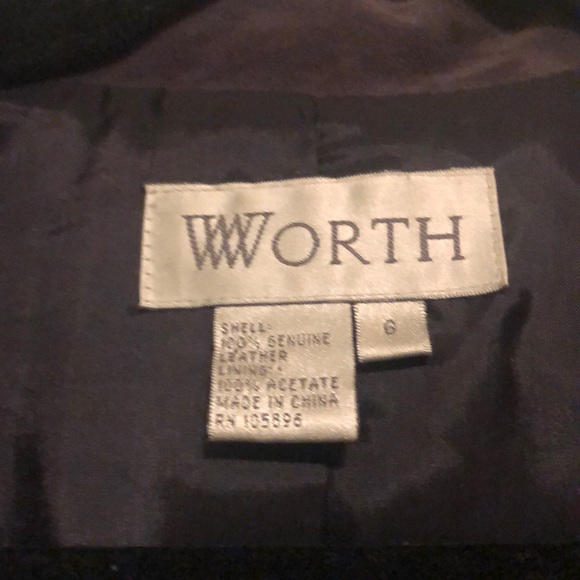 WORTH
6
SHELL:
100% GENUINE
LEATHER
LINING:
100% ACETATE
MADE IN CHINA
RN 105896